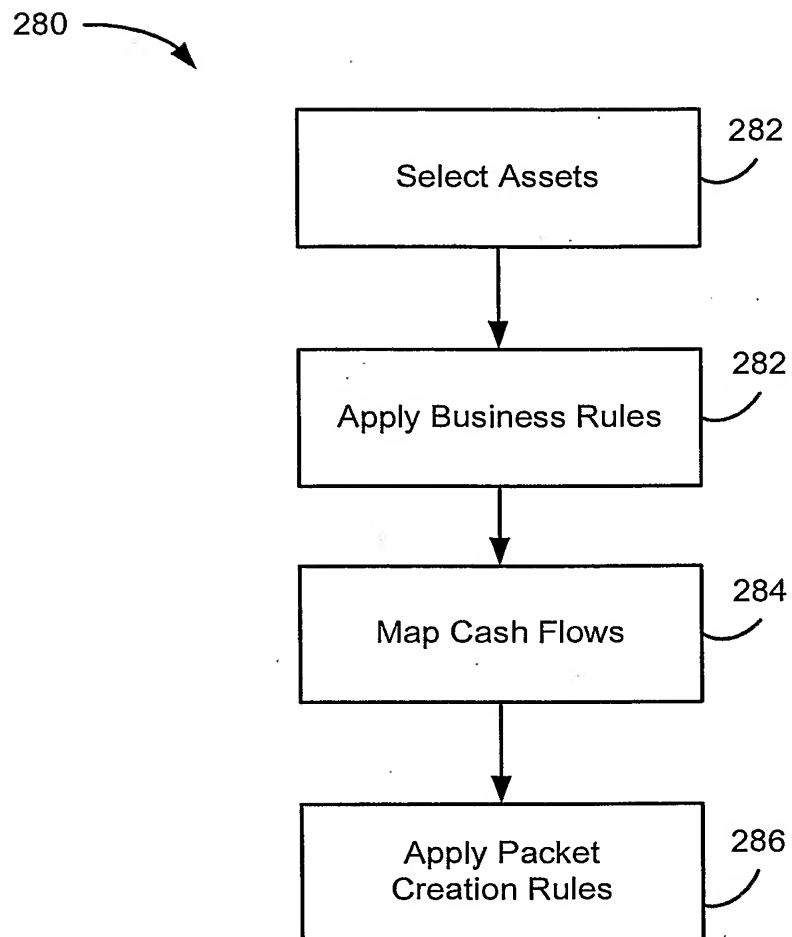 280
282
Select Assets
282
Apply Business Rules
284
Map Cash Flows
286
Apply Packet
Creation Rules